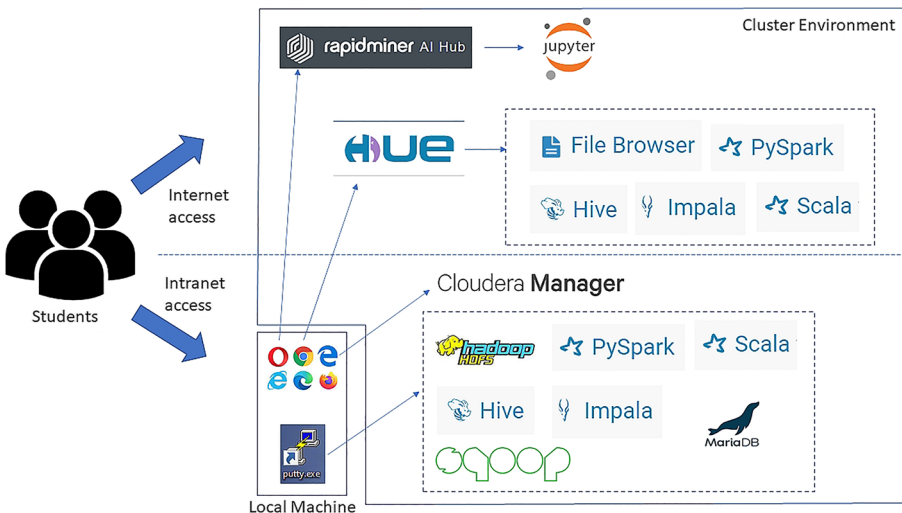 Cluster Environment
rapidminer AI Hub
jupyter
HUE
File Browser
PySpark
Hive
Impala
Scala
Internet
access
Intranet
access
Students
Cloudera Manager
hadoop
HDFS
PySpark
Scala
Hive
Impala
MariaDB
sqoop
putty.exe
Local Machine